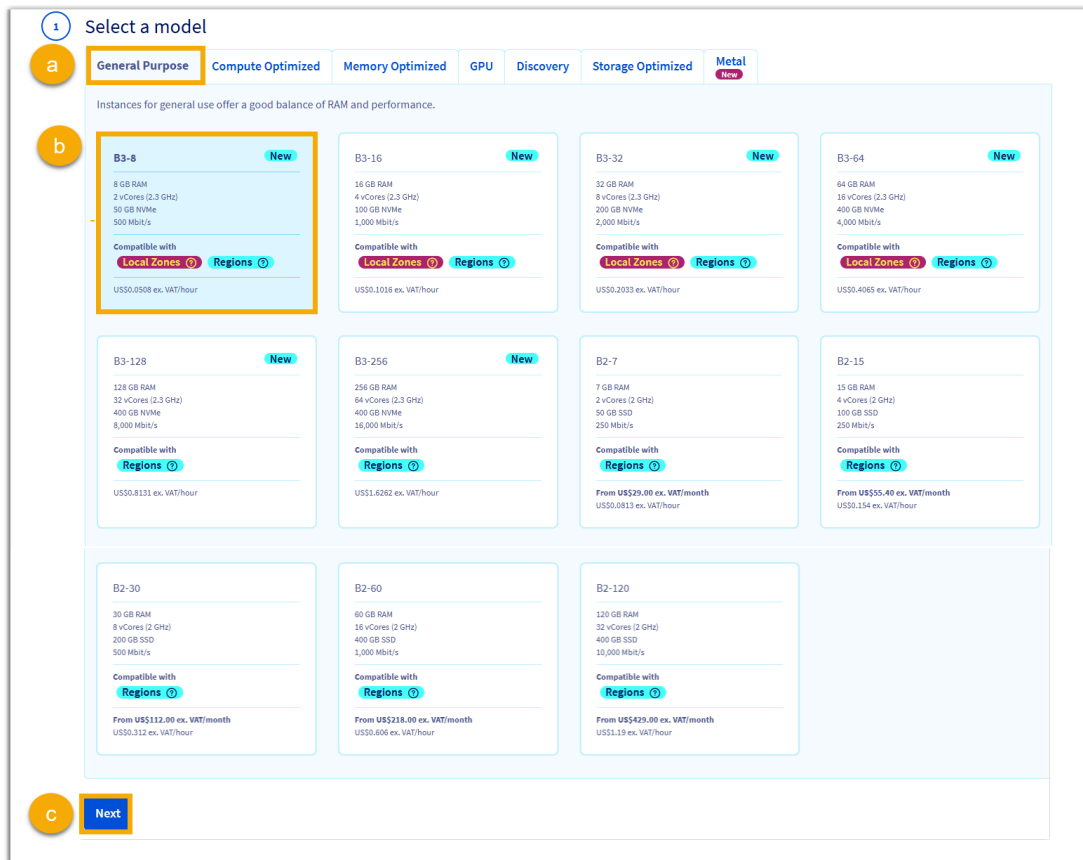 1 Select a model
a General Purpose Compute Optimized Memory Optimized GPU Discovery Storage Optimized Metal
New
Instances for general use offer a good balance of RAM and performance.
b
B3-8 New
8 GB RAM
2 vCores (2.3 GHz)
50 GB NVMe
500 Mbit/s
Compatible with
Local Zones ? Regions ?
US$0.0508 ex. VAT/hour
B3-16 New
16 GB RAM
4 vCores (2.3 GHz)
100 GB NVMe
1,000 Mbit/s
Compatible with
Local Zones ? Regions ?
US$0.1016 ex. VAT/hour
B3-32 New
32 GB RAM
8 vCores (2.3 GHz)
200 GB NVMe
2,000 Mbit/s
Compatible with
Local Zones ? Regions ?
US$0.2033 ex. VAT/hour
B3-64 New
64 GB RAM
16 vCores (2.3 GHz)
400 GB NVMe
4,000 Mbit/s
Compatible with
Local Zones ? Regions ?
US$0.4065 ex. VAT/hour
B3-128 New
128 GB RAM
32 vCores (2.3 GHz)
400 GB NVMe
8,000 Mbit/s
Compatible with
Regions ?
US$0.8131 ex. VAT/hour
B3-256 New
256 GB RAM
64 vCores (2.3 GHz)
400 GB NVMe
16,000 Mbit/s
Compatible with
Regions ?
US$1.6262 ex. VAT/hour
B2-7
7 GB RAM
2 vCores (2 GHz)
50 GB SSD
250 Mbit/s
Compatible with
Regions ?
From US$29.00 ex. VAT/month
US$0.0813 ex. VAT/hour
B2-15
15 GB RAM
4 vCores (2 GHz)
100 GB SSD
250 Mbit/s
Compatible with
Regions ?
From US$55.40 ex. VAT/month
US$0.154 ex. VAT/hour
B2-30
30 GB RAM
8 vCores (2 GHz)
200 GB SSD
500 Mbit/s
Compatible with
Regions ?
From US$112.00 ex. VAT/month
US$0.312 ex. VAT/hour
B2-60
60 GB RAM
16 vCores (2 GHz)
400 GB SSD
1,000 Mbit/s
Compatible with
Regions ?
From US$218.00 ex. VAT/month
US$0.606 ex. VAT/hour
B2-120
120 GB RAM
32 vCores (2 GHz)
400 GB SSD
10,000 Mbit/s
Compatible with
Regions ?
From US$429.00 ex. VAT/month
US$1.19 ex. VAT/hour
c Next